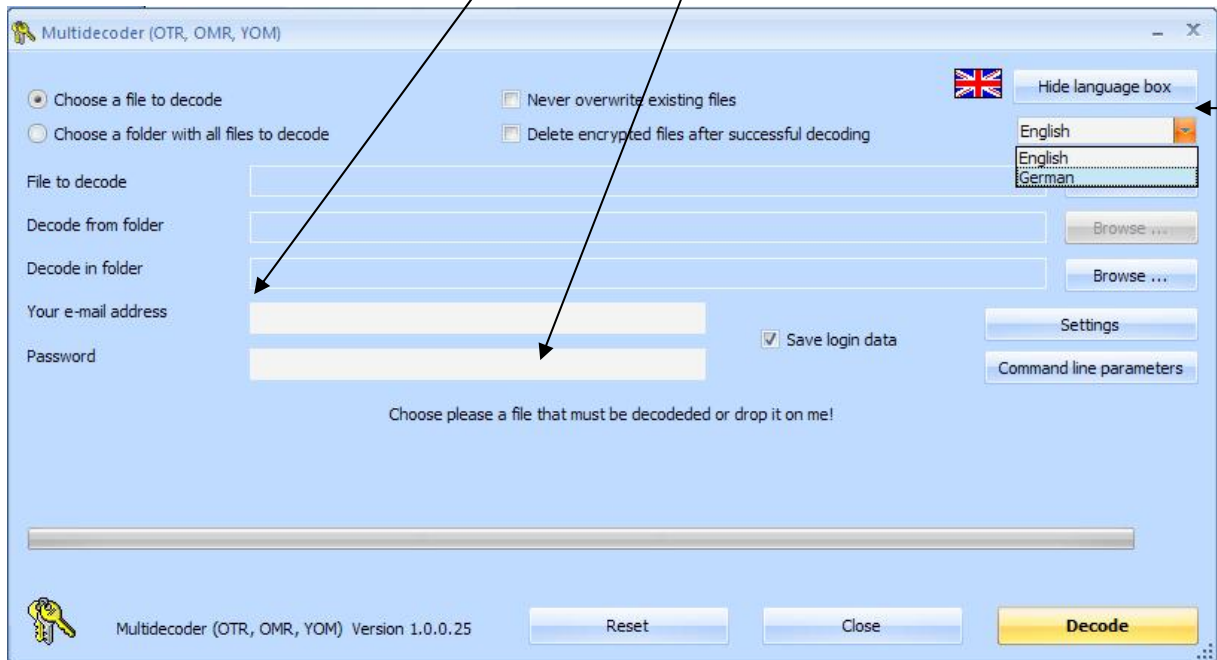 Multidecoder (OTR, OMR, YOM)
Choose a file to decode
Never overwrite existing files
Hide language box
Choose a folder with all files to decode
Delete encrypted files after successful decoding
English
English
German
File to decode
Decode from folder
Browse ...
Decode in folder
Browse ...
Your e-mail address
Settings
Save login data
Password
Command line parameters
Choose please a file that must be decodeded or drop it on me!
Multidecoder (OTR, OMR, YOM) Version 1.0.0.25
Reset
Close
Decode